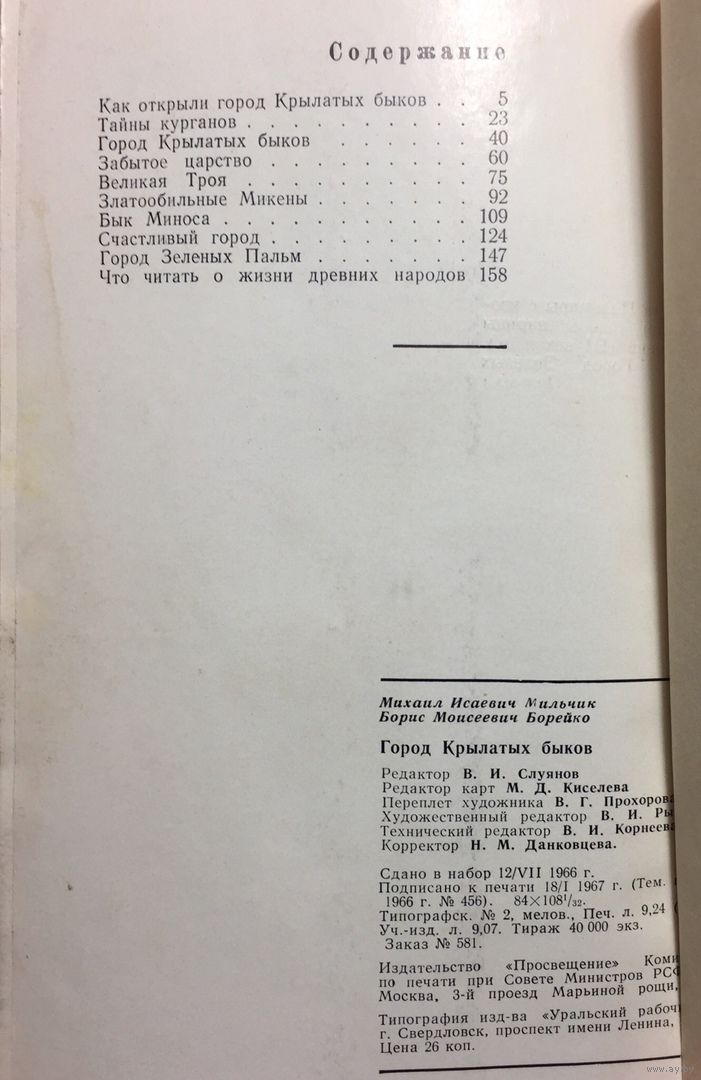 Содержание
Как открыли город Крылатых быков . . 5
Тайны курганов . . . . . . . . . . 23
Город Крылатых быков . . . . . . 40
Забытое царство . . . . . . . . . 60
Великая Троя . . . . . . . . . . 75
Златообильные Микены . . . . . . . 92
Бык Миноса . . . . . . . . . . . 109
Счастливый город . . . . . . . . . 124
Город Зеленых Пальм . . . . . . . 147
Что читать о жизни древних народов 158
Михаил Исаевич Мильчик
Борис Моисеевич Борейко
Город Крылатых быков
Редактор В. И. Слуянов
Редактор карт М. Д. Киселева
Переплет художника В. Г. Прохорова
Художественный редактор В. И.
Технический редактор В. И. Корнеева
Корректор Н. М. Данковцева.
Сдано в набор 12/VII 1966 г.
Подписано к печати 18/I 1967 г. (Тем.
1966 г. № 456). 84×108¹/₃₂.
Типографск. № 2, мелов., Печ. л. 9,24
Уч.-изд. л. 9,07. Тираж 40 000 экз.
Заказ № 581.
Издательство «Просвещение»
по печати при Совете Министров
Москва, 3-й проезд Марьиной рощи,
Типография изд-ва «Уральский
г. Свердловск, проспект имени Ленина,
Цена 26 коп.
www.ay.by